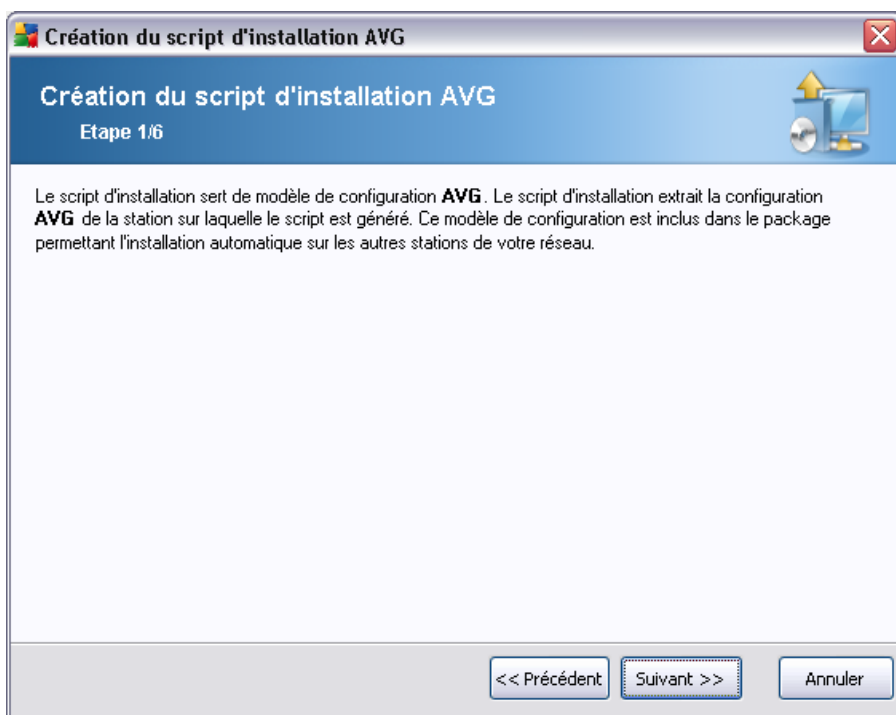 Création du script d'installation AVG
Création du script d'installation AVG
Etape 1/6
Le script d'installation sert de modèle de configuration AVG. Le script d'installation extrait la configuration
AVG de la station sur laquelle le script est généré. Ce modèle de configuration est inclus dans le package
permettant l'installation automatique sur les autres stations de votre réseau.
<< Précédent
Suivant >>
Annuler